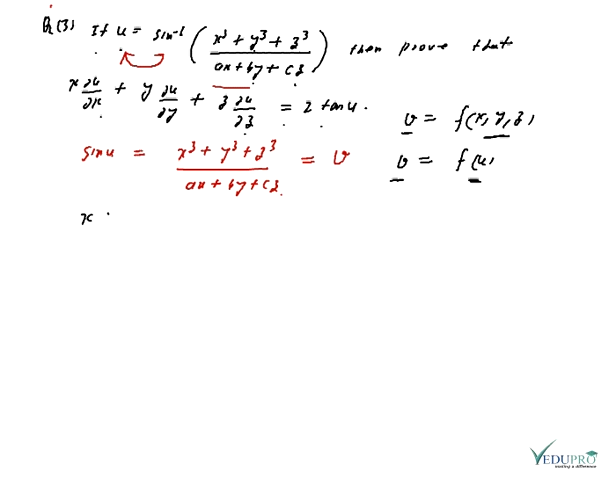 Q(3) If u = sin⁻¹ ( (x³ + y³ + z³) / (ax + by + cz) ) then prove that
x ∂u/∂x + y ∂u/∂y + z ∂u/∂z = 2 tan u.
v = f(x, y, z)
sin u = (x³ + y³ + z³) / (ax + by + cz) = v
v = f(u)
x
VEDUPRO